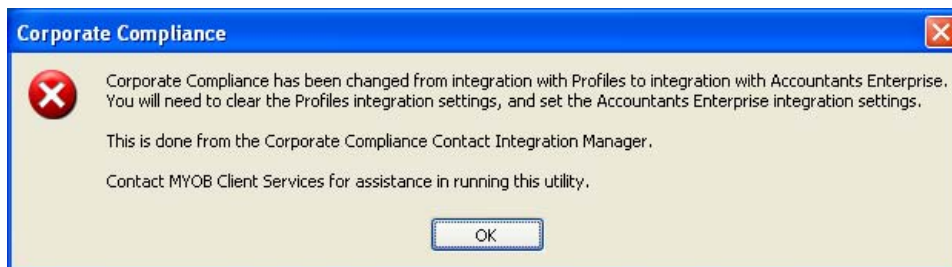 Corporate Compliance
Corporate Compliance has been changed from integration with Profiles to integration with Accountants Enterprise.
You will need to clear the Profiles integration settings, and set the Accountants Enterprise integration settings.
This is done from the Corporate Compliance Contact Integration Manager.
Contact MYOB Client Services for assistance in running this utility.
OK